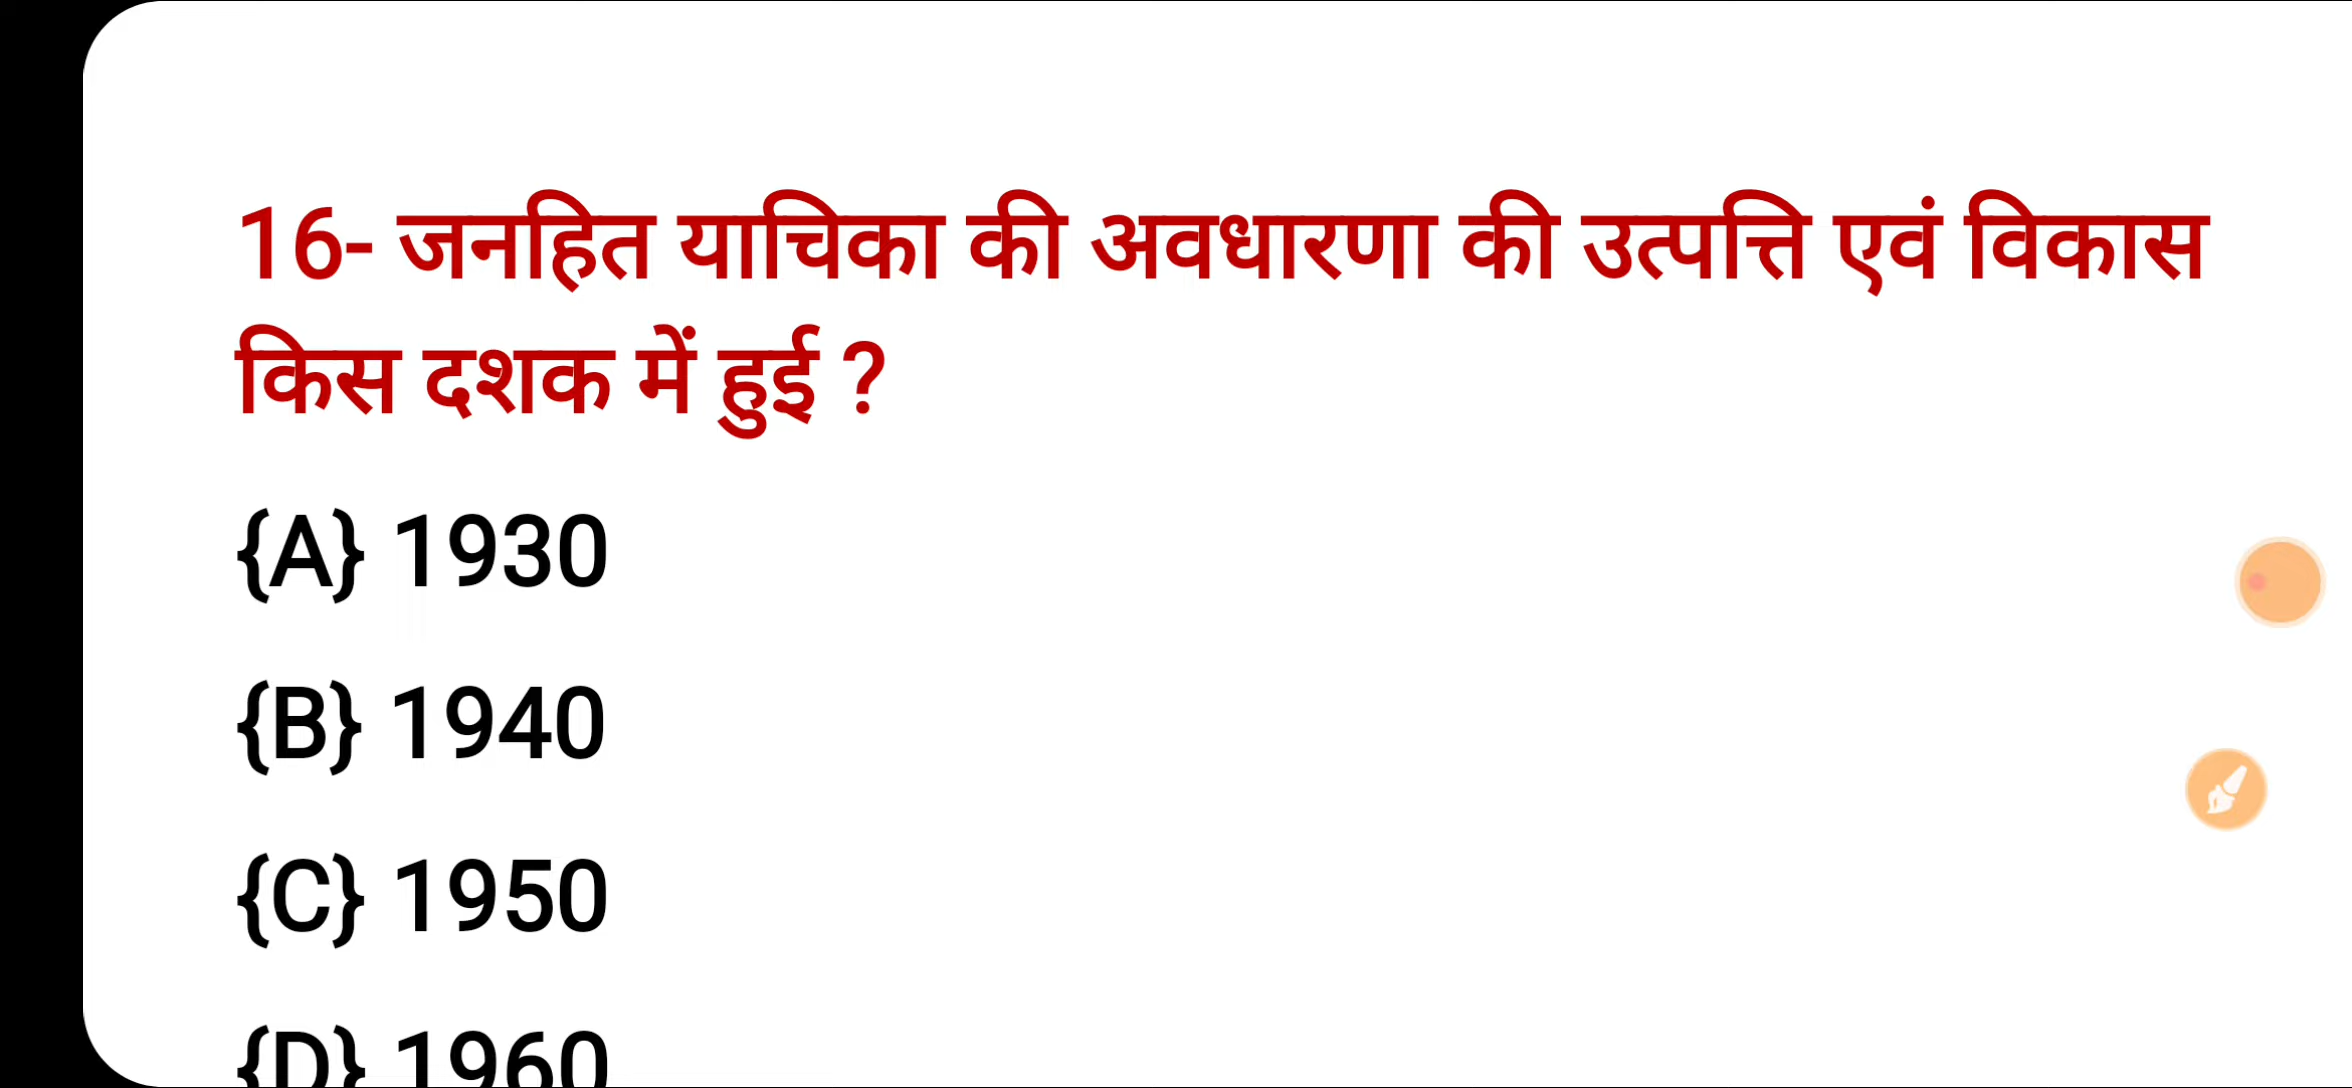 16- जनहित याचिका की अवधारणा की उत्पत्ति एवं विकास
किस दशक में हुई ?
{A} 1930
{B} 1940
{C} 1950
{D} 1960